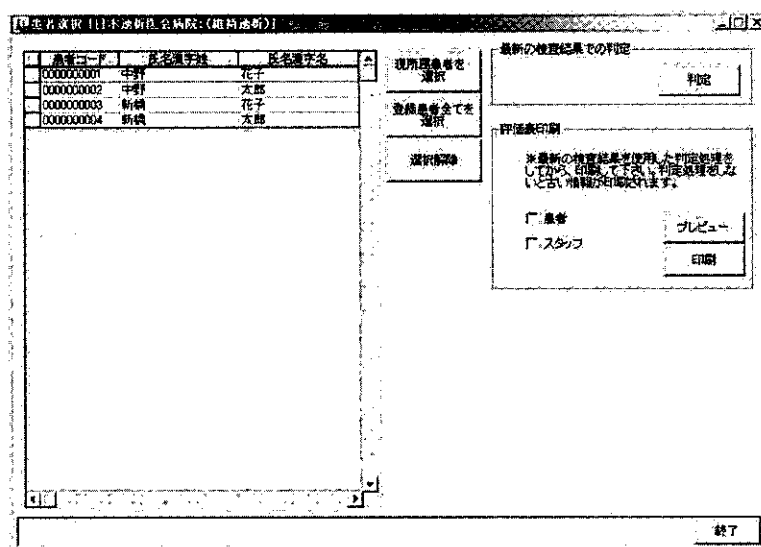 患者選択 [日本透析医会病院:(維持透析)]
患者コード 氏名漢字姓 氏名漢字名
0000000001 中野 花子
0000000002 中野 太郎
0000000003 新橋 花子
0000000004 新橋 太郎
現所属患者を
選択
登録患者全てを
選択
選択解除
最新の検査結果での判定
判定
評価表印刷
※最新の検査結果を使用した判定処理を
してから、印刷して下さい。判定処理をしな
いと古い情報が印刷されます。
患者
スタッフ
プレビュー
印刷
終了